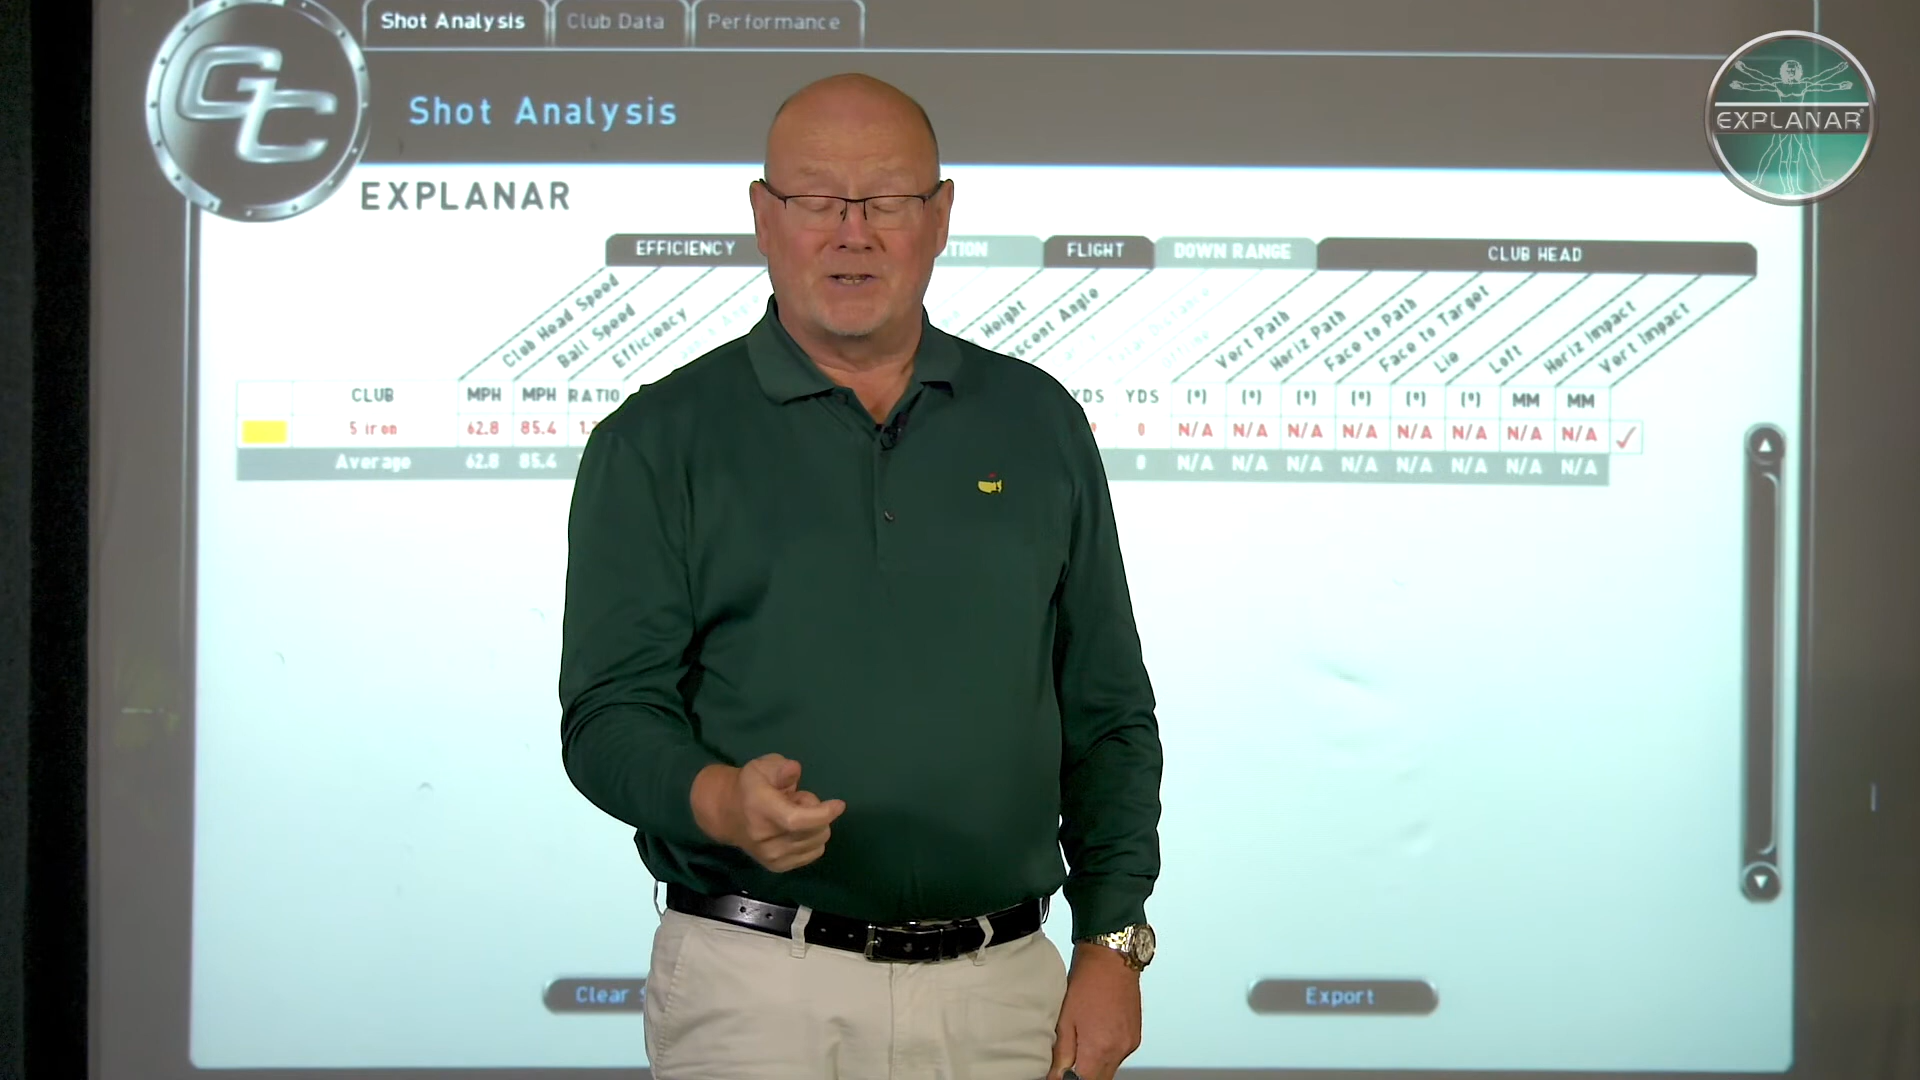 Shot Analysis Club Data Performance
GC
Shot Analysis
EXPLANAR
EXPLANAR
EFFICIENCY FLIGHT DOWN RANGE CLUB HEAD
Club Head Speed Ball Speed Efficiency Height Vert Path Horiz Path Face to Path Face to Target Lie Loft Horiz Impact Vert Impact
CLUB MPH MPH RATIO YDS YDS (°) (°) (°) (°) (°) (°) MM MM
5 iron 62.8 85.4 0 N/A N/A N/A N/A N/A N/A N/A N/A
Average 62.8 85.4 0 N/A N/A N/A N/A N/A N/A N/A N/A
Clear Export